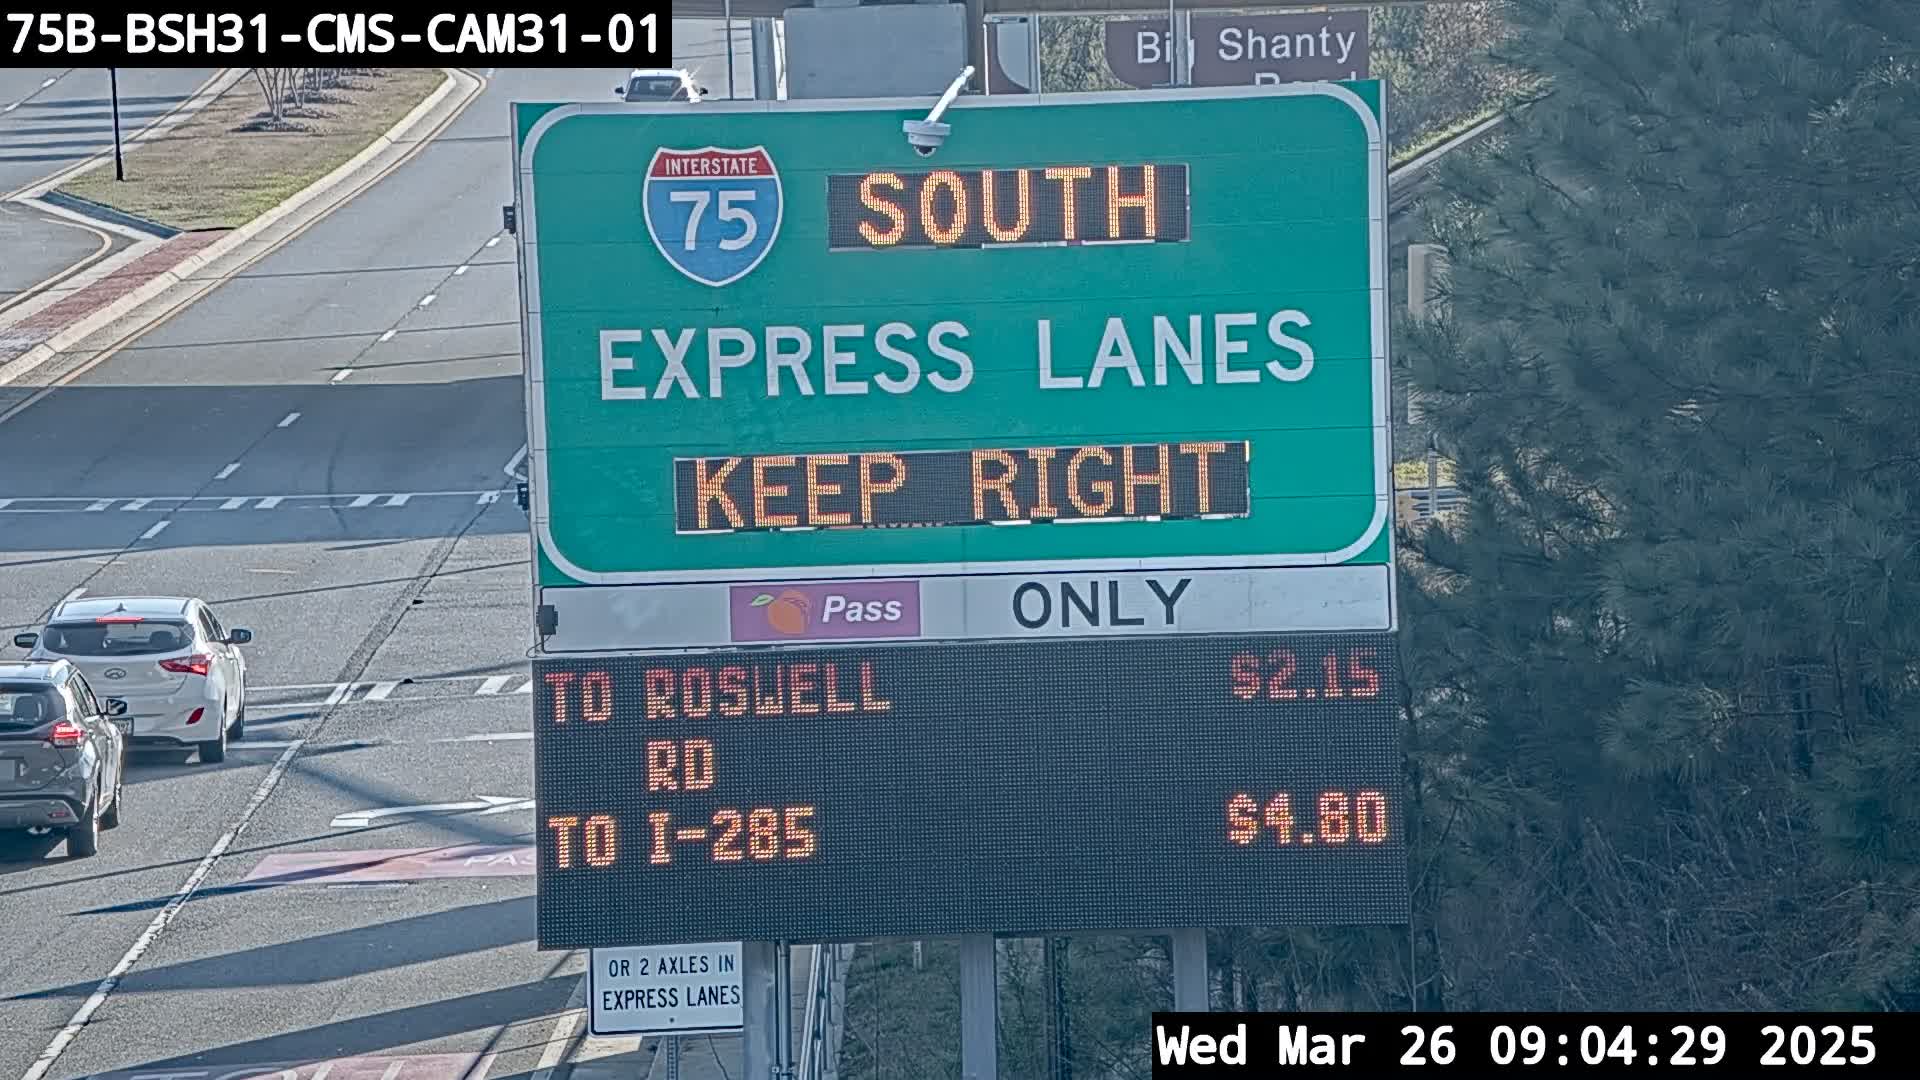 75B-BSH31-CMS-CAM31-01
Big Shanty
Road
INTERSTATE
75
SOUTH
EXPRESS LANES
KEEP RIGHT
Pass
ONLY
TO ROSWELL $2.15
RD
TO I-285 $4.80
OR 2 AXLES IN
EXPRESS LANES
Wed Mar 26 09:04:29 2025